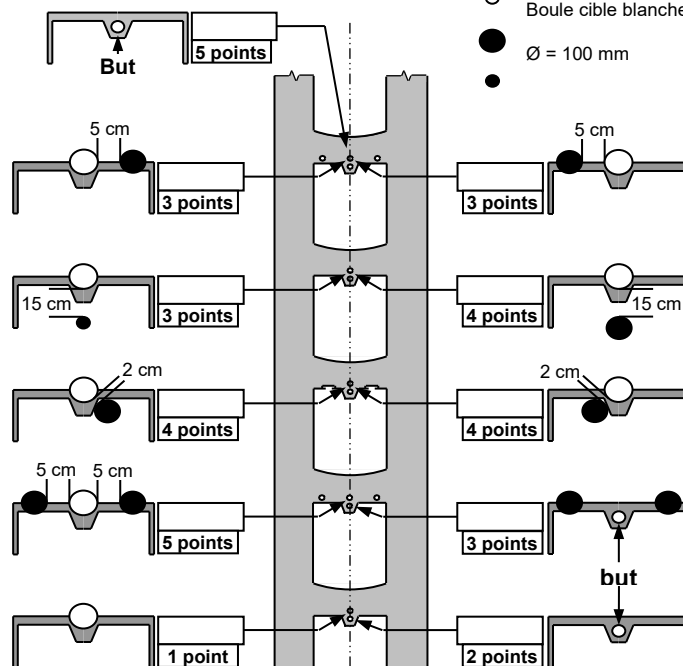 Boule cible blanche
Ø = 100 mm
5 points
But
5 cm
5 cm
3 points
3 points
15 cm
15 cm
3 points
4 points
2 cm
2 cm
4 points
4 points
5 cm
5 cm
5 points
3 points
but
1 point
2 points